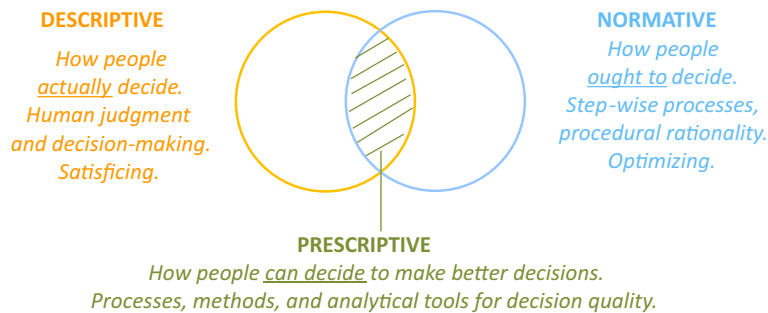 DESCRIPTIVE
How people
actually decide.
Human judgment
and decision-making.
Satisficing.
NORMATIVE
How people
ought to decide.
Step-wise processes,
procedural rationality.
Optimizing.
PRESCRIPTIVE
How people can decide to make better decisions.
Processes, methods, and analytical tools for decision quality.